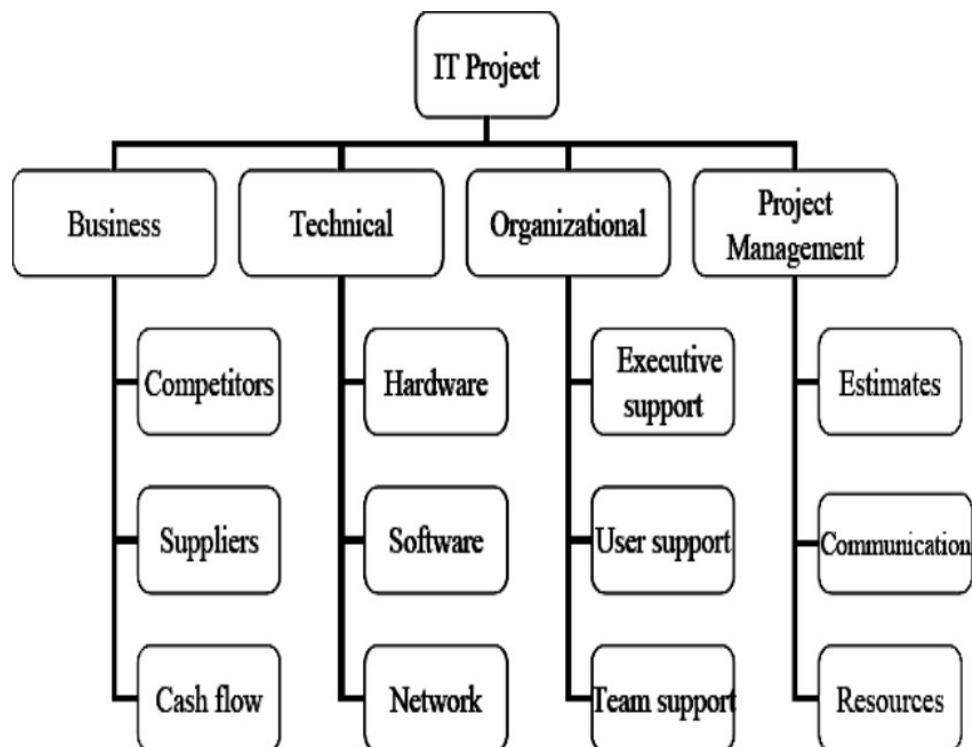 IT Project
Business
Technical
Organizational
Project
Management
Competitors
Hardware
Executive
support
Estimates
Suppliers
Software
User support
Communication
Cash flow
Network
Team support
Resources